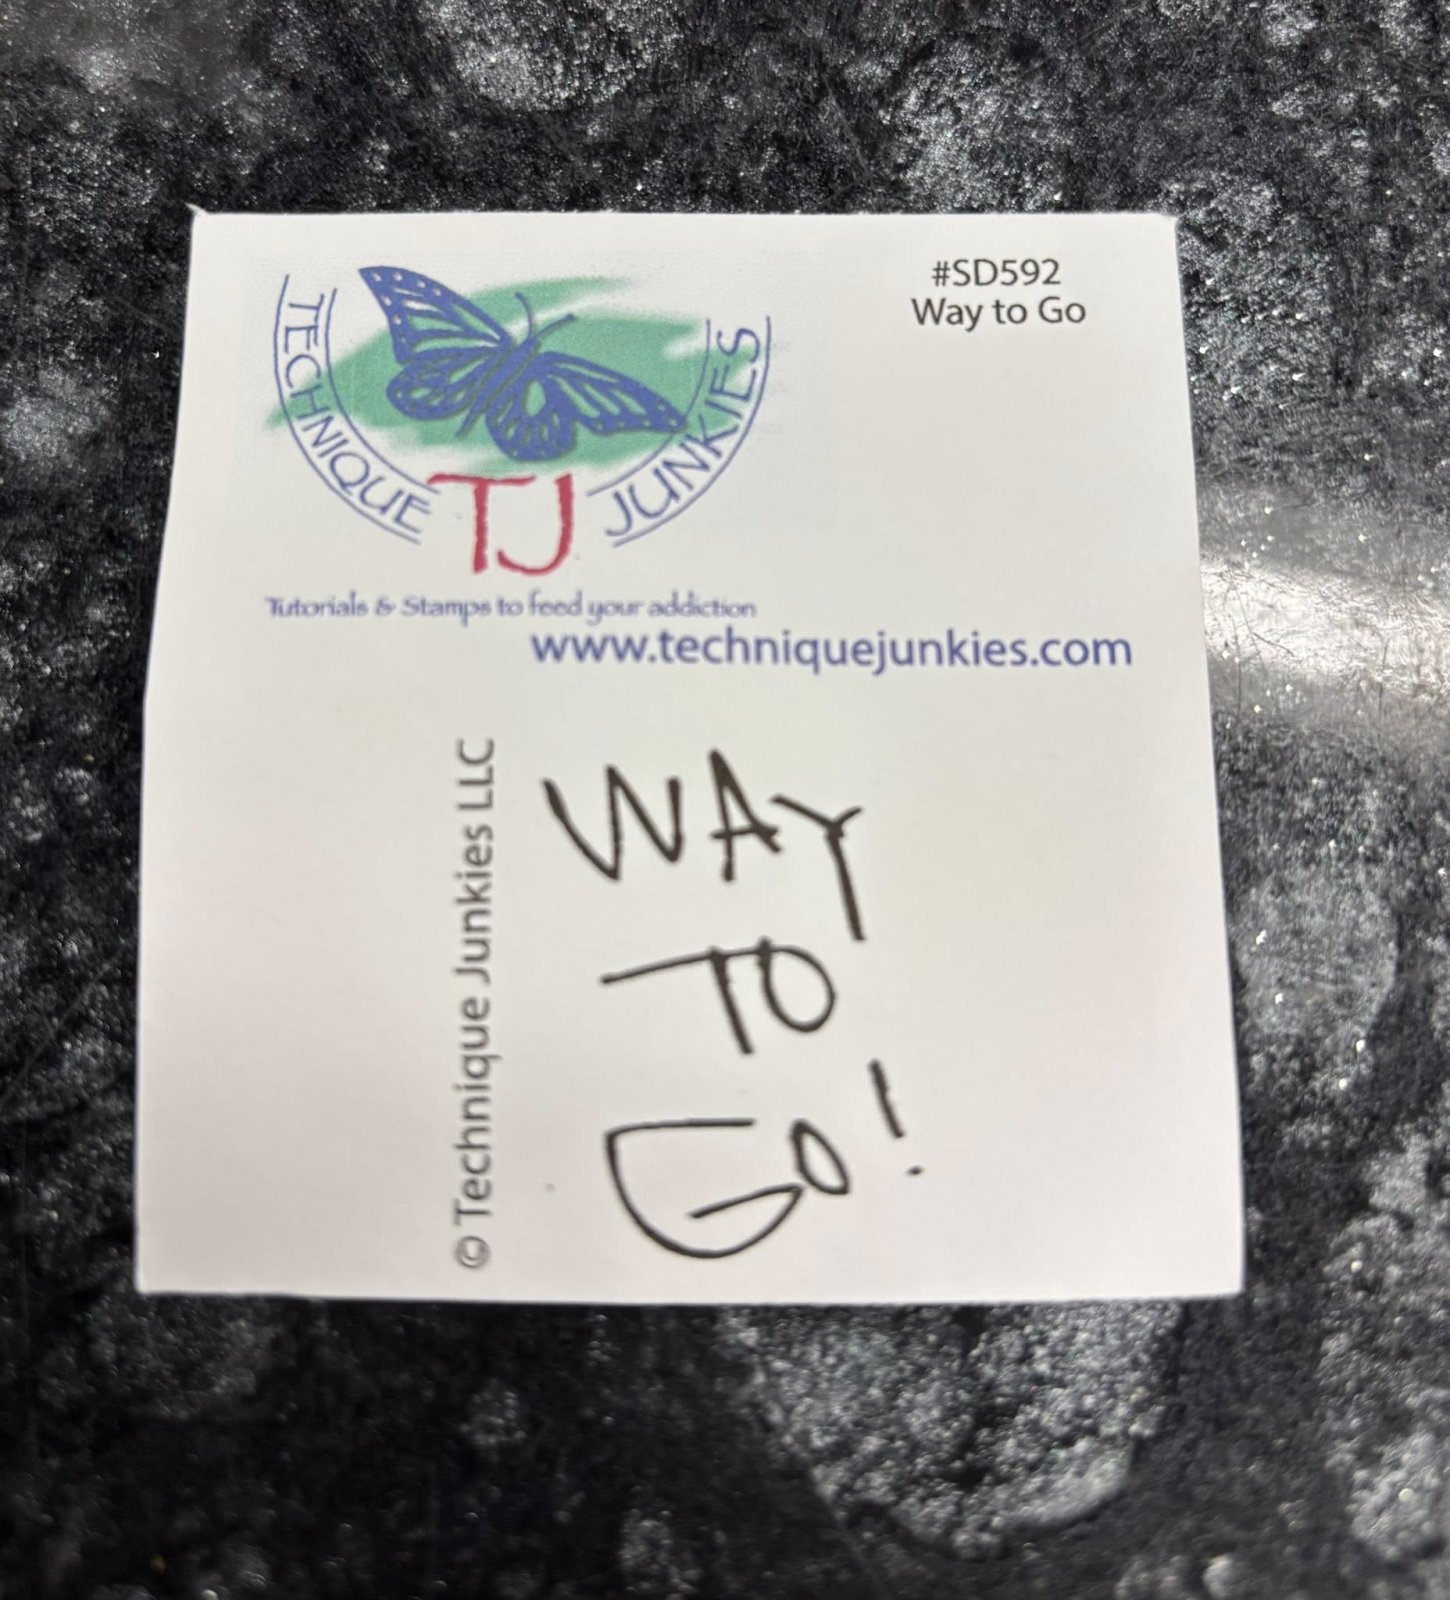 #SD592
Way to Go
TECHNIQUE TJ JUNKIES
Tutorials & Stamps to feed your addiction
www.techniquejunkies.com
© Technique Junkies LLC
WAY
TO
GO!